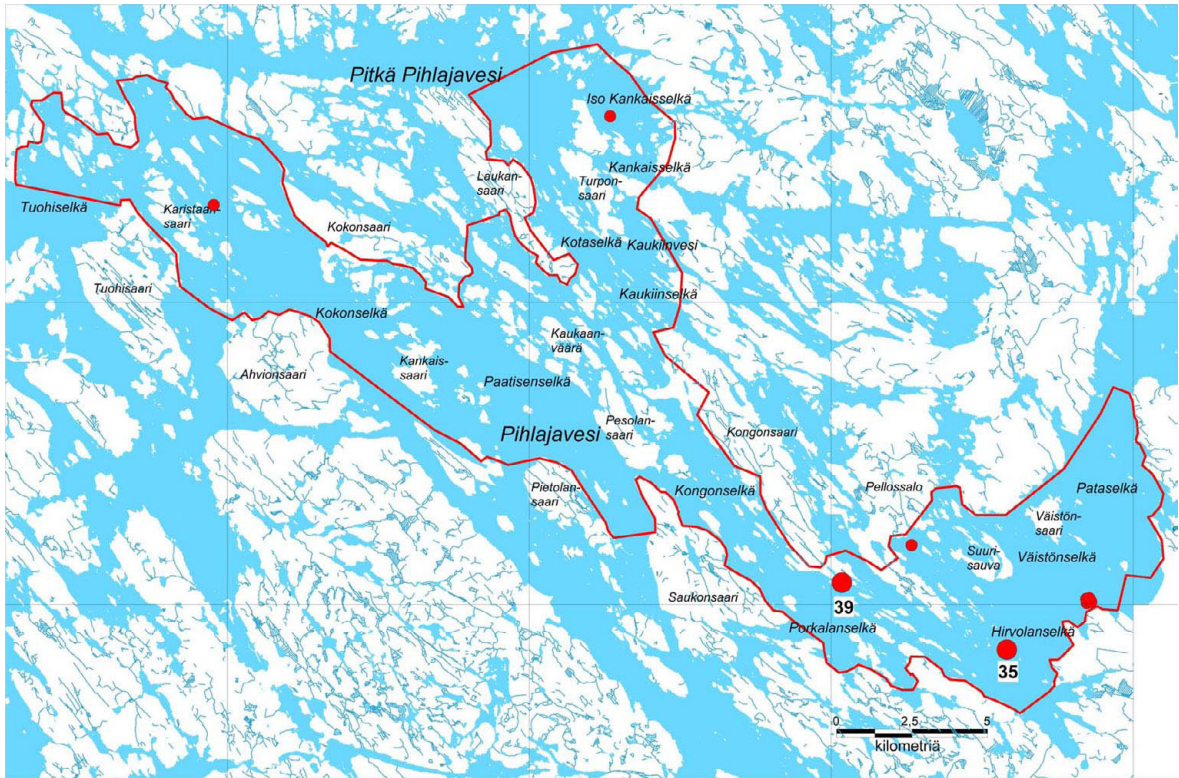 Pitkä Pihlajavesi
Iso Kankaisselkä
Kankaisselkä
Laukan-
saari
Turpon-
saari
Tuohiselkä
Karistaan-
saari
Kokonsaari
Kotaselkä
Kaukiinvesi
Tuohisaari
Kaukiinselkä
Kokonselkä
Kaukaan-
väärä
Kankais-
saari
Ahvionsaari
Paatisenselkä
Pihlajavesi
Pesolan-
saari
Kongonsaari
Pietolan-
saari
Kongonselkä
Pellossalo
Pataselkä
Väistön-
saari
Suuri-
sauva
Väistönselkä
Saukonsaari
39
Porkalanselkä
Hirvolanselkä
35
0 2,5 5
kilometriä